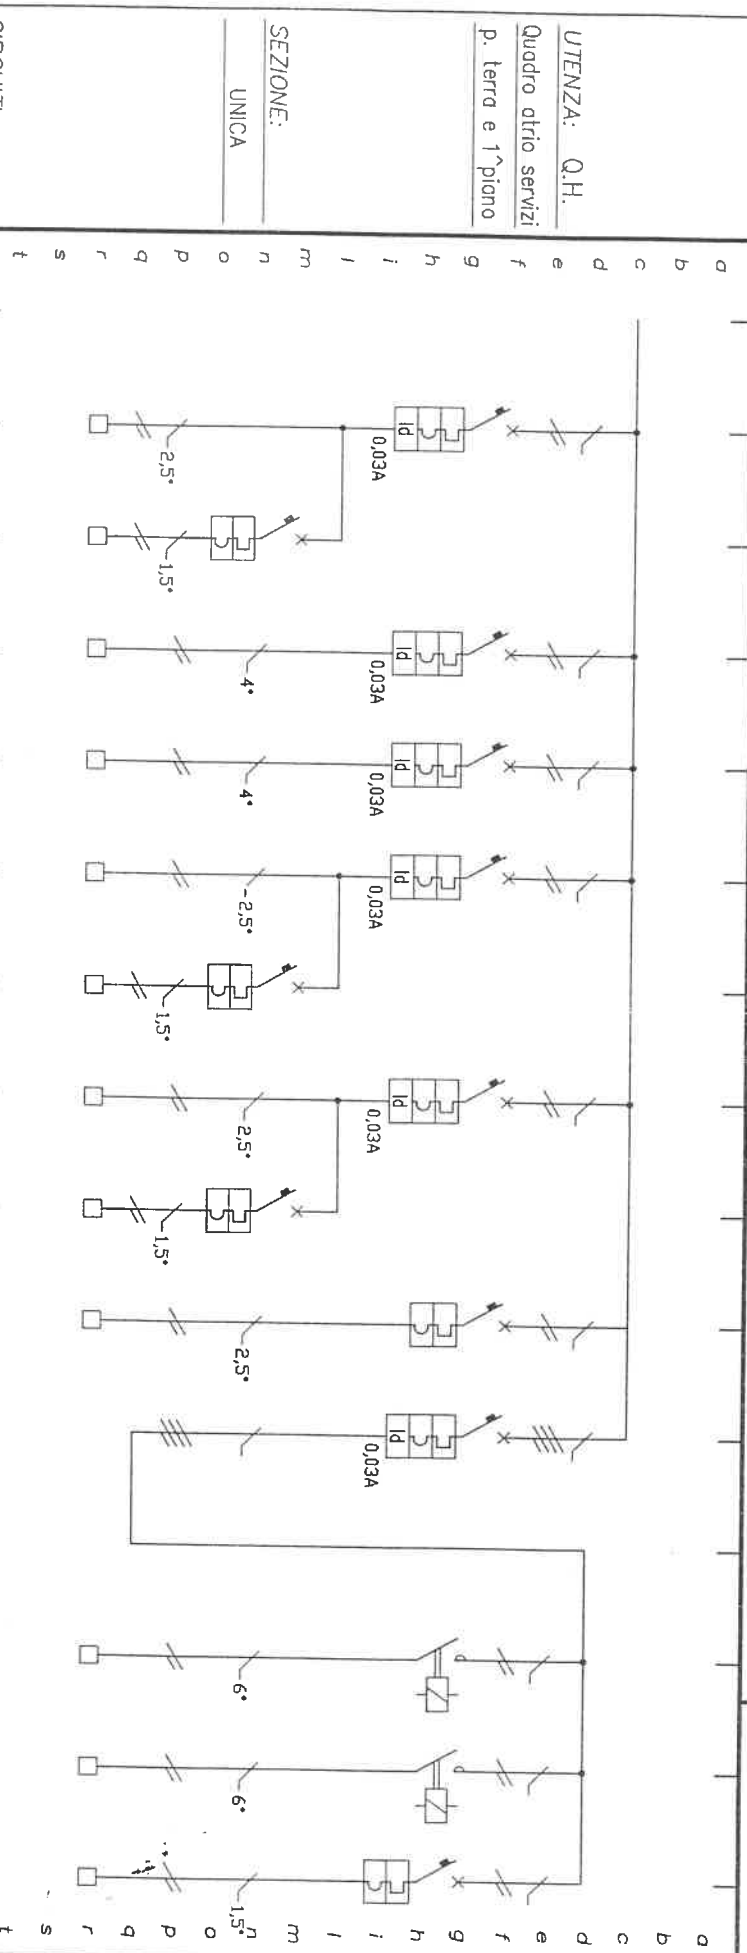 UTENZA: Q.H.
Quadro atrio servizi
p. terra e 1^piano
SEZIONE:
UNICA
a
b
c
d
e
f
g
h
i
l
m
n
o
p
q
r
s
t
Id
0,03A
2,5°
1,5°
Id
0,03A
4°
Id
0,03A
4°
Id
0,03A
2,5°
1,5°
Id
0,03A
2,5°
1,5°
2,5°
Id
0,03A
6°
6°
1,5°
a
b
c
d
e
f
g
h
i
l
m
n
o
p
q
r
s
t